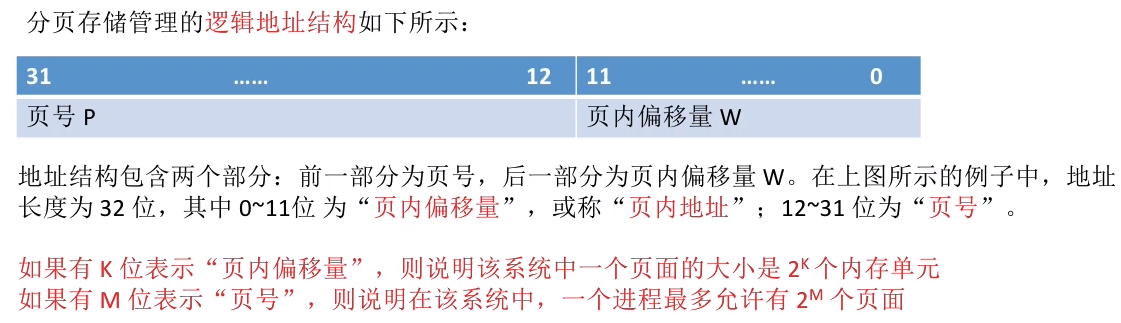 分页存储管理的逻辑地址结构如下所示：
31 …… 12 11 …… 0
页号 P 页内偏移量 W
地址结构包含两个部分：前一部分为页号，后一部分为页内偏移量 W。在上图所示的例子中，地址
长度为 32 位，其中 0~11位 为“页内偏移量”，或称“页内地址”；12~31 位为“页号”。
如果有 K 位表示“页内偏移量”，则说明该系统中一个页面的大小是 2ᴷ 个内存单元
如果有 M 位表示“页号”，则说明在该系统中，一个进程最多允许有 2ᴹ 个页面